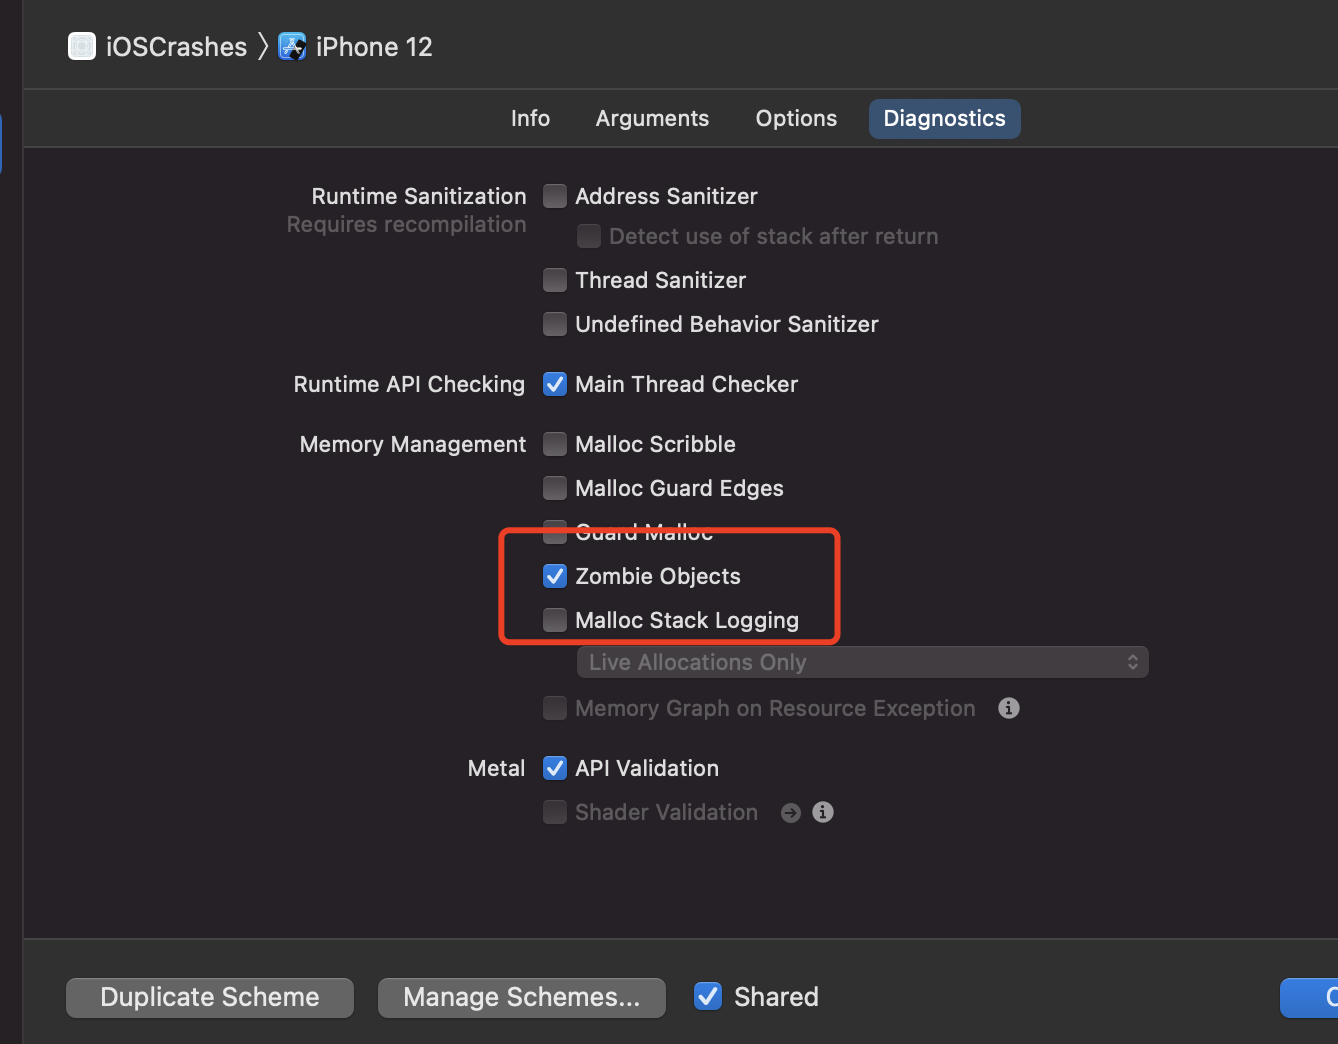 iOSCrashes 〉 iPhone 12
Info Arguments Options Diagnostics
Runtime Sanitization Address Sanitizer
Requires recompilation
Detect use of stack after return
Thread Sanitizer
Undefined Behavior Sanitizer
Runtime API Checking Main Thread Checker
Memory Management Malloc Scribble
Malloc Guard Edges
Guard Malloc
Zombie Objects
Malloc Stack Logging
Live Allocations Only
Memory Graph on Resource Exception
Metal API Validation
Shader Validation
Duplicate Scheme Manage Schemes... Shared